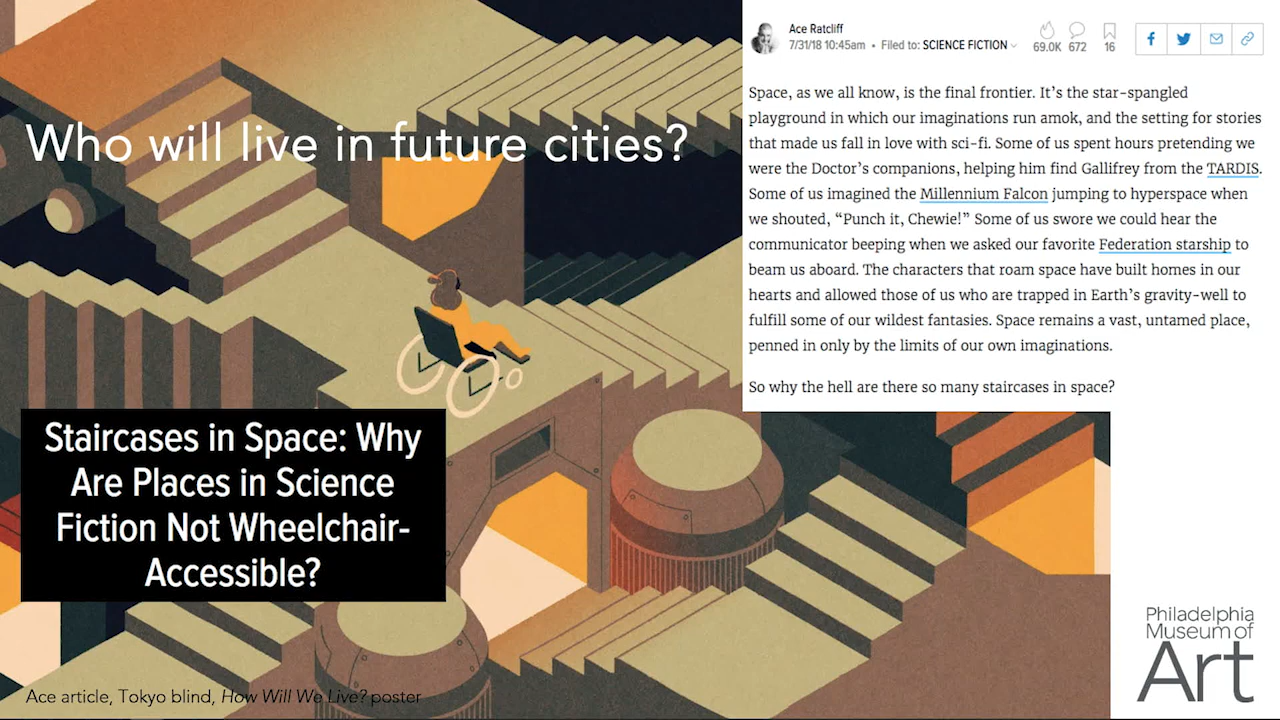 Who will live in future cities?
Staircases in Space: Why
Are Places in Science
Fiction Not Wheelchair-
Accessible?
Ace article, Tokyo blind, How Will We Live? poster
Ace Ratcliff
7/31/18 10:45am • Filed to: SCIENCE FICTION
69.0K 672 16
Space, as we all know, is the final frontier. It’s the star-spangled
playground in which our imaginations run amok, and the setting for stories
that made us fall in love with sci-fi. Some of us spent hours pretending we
were the Doctor’s companions, helping him find Gallifrey from the TARDIS.
Some of us imagined the Millennium Falcon jumping to hyperspace when
we shouted, “Punch it, Chewie!” Some of us swore we could hear the
communicator beeping when we asked our favorite Federation starship to
beam us aboard. The characters that roam space have built homes in our
hearts and allowed those of us who are trapped in Earth’s gravity-well to
fulfill some of our wildest fantasies. Space remains a vast, untamed place,
penned in only by the limits of our own imaginations.
So why the hell are there so many staircases in space?
Philadelphia
Museum of
Art